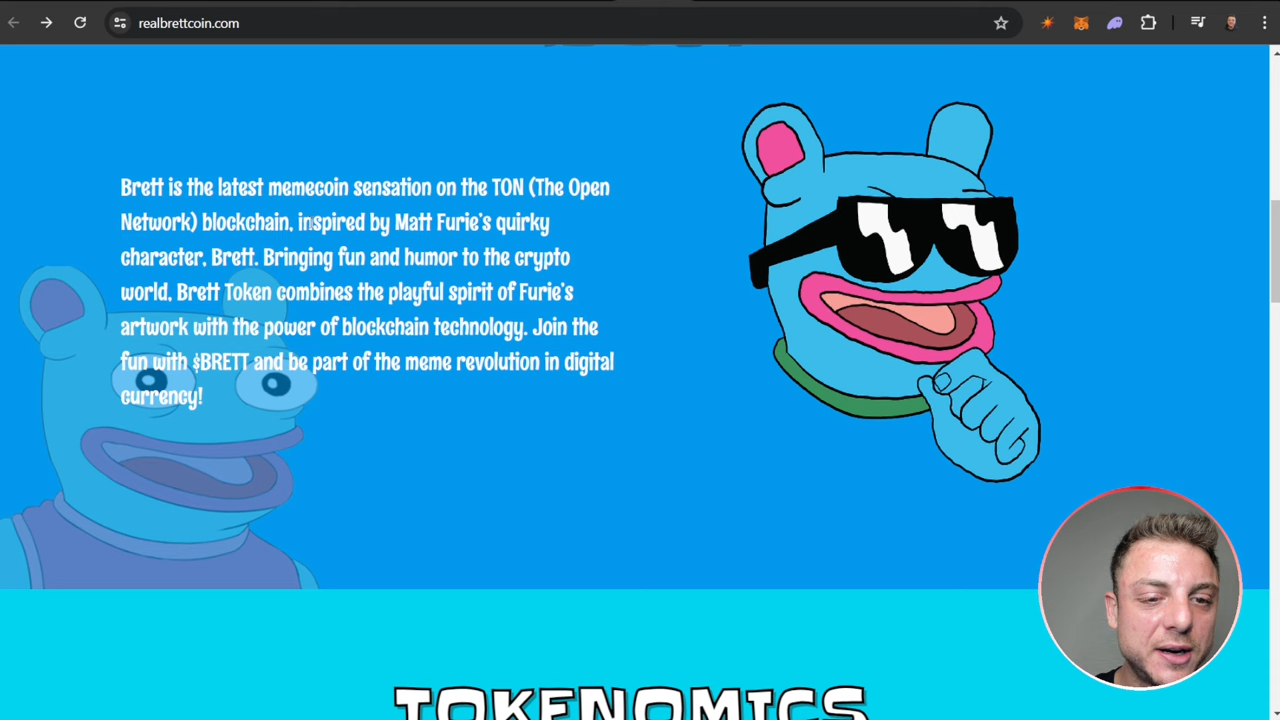 realbrettcoin.com
Brett is the latest memecoin sensation on the TON (The Open
Network) blockchain, inspired by Matt Furie's quirky
character, Brett. Bringing fun and humor to the crypto
world, Brett Token combines the playful spirit of Furie's
artwork with the power of blockchain technology. Join the
fun with $BRETT and be part of the meme revolution in digital
currency!
TOKENOMICS